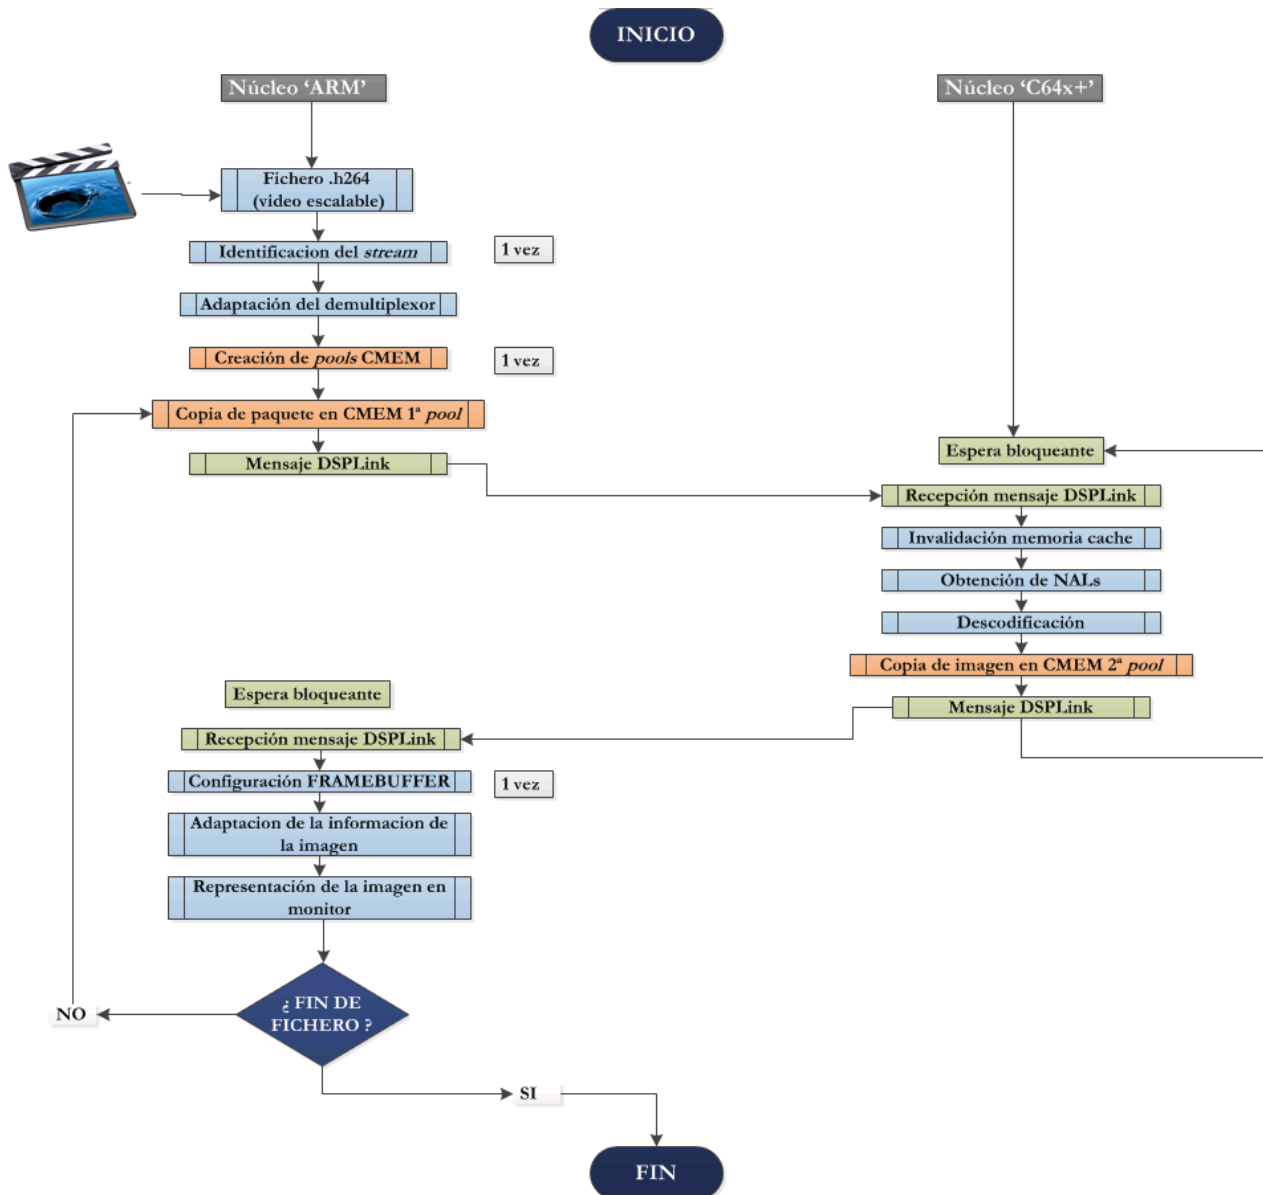 INICIO
Núcleo ‘ARM’
Núcleo ‘C64x+’
Fichero .h264
(video escalable)
Identificacion del stream
1 vez
Adaptación del demultiplexor
Creación de pools CMEM
1 vez
Copia de paquete en CMEM 1ª pool
Mensaje DSPLink
Espera bloqueante
Recepción mensaje DSPLink
Invalidación memoria cache
Obtención de NALs
Descodificación
Copia de imagen en CMEM 2ª pool
Mensaje DSPLink
Espera bloqueante
Recepción mensaje DSPLink
Configuración FRAMEBUFFER
1 vez
Adaptacion de la informacion de
la imagen
Representación de la imagen en
monitor
¿ FIN DE
FICHERO ?
NO
SI
FIN